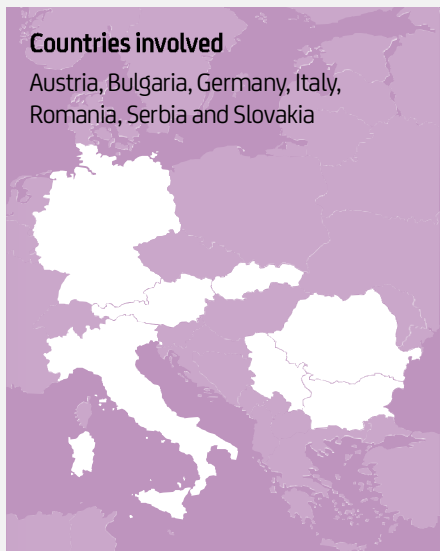 Countries involved
Austria, Bulgaria, Germany, Italy,
Romania, Serbia and Slovakia